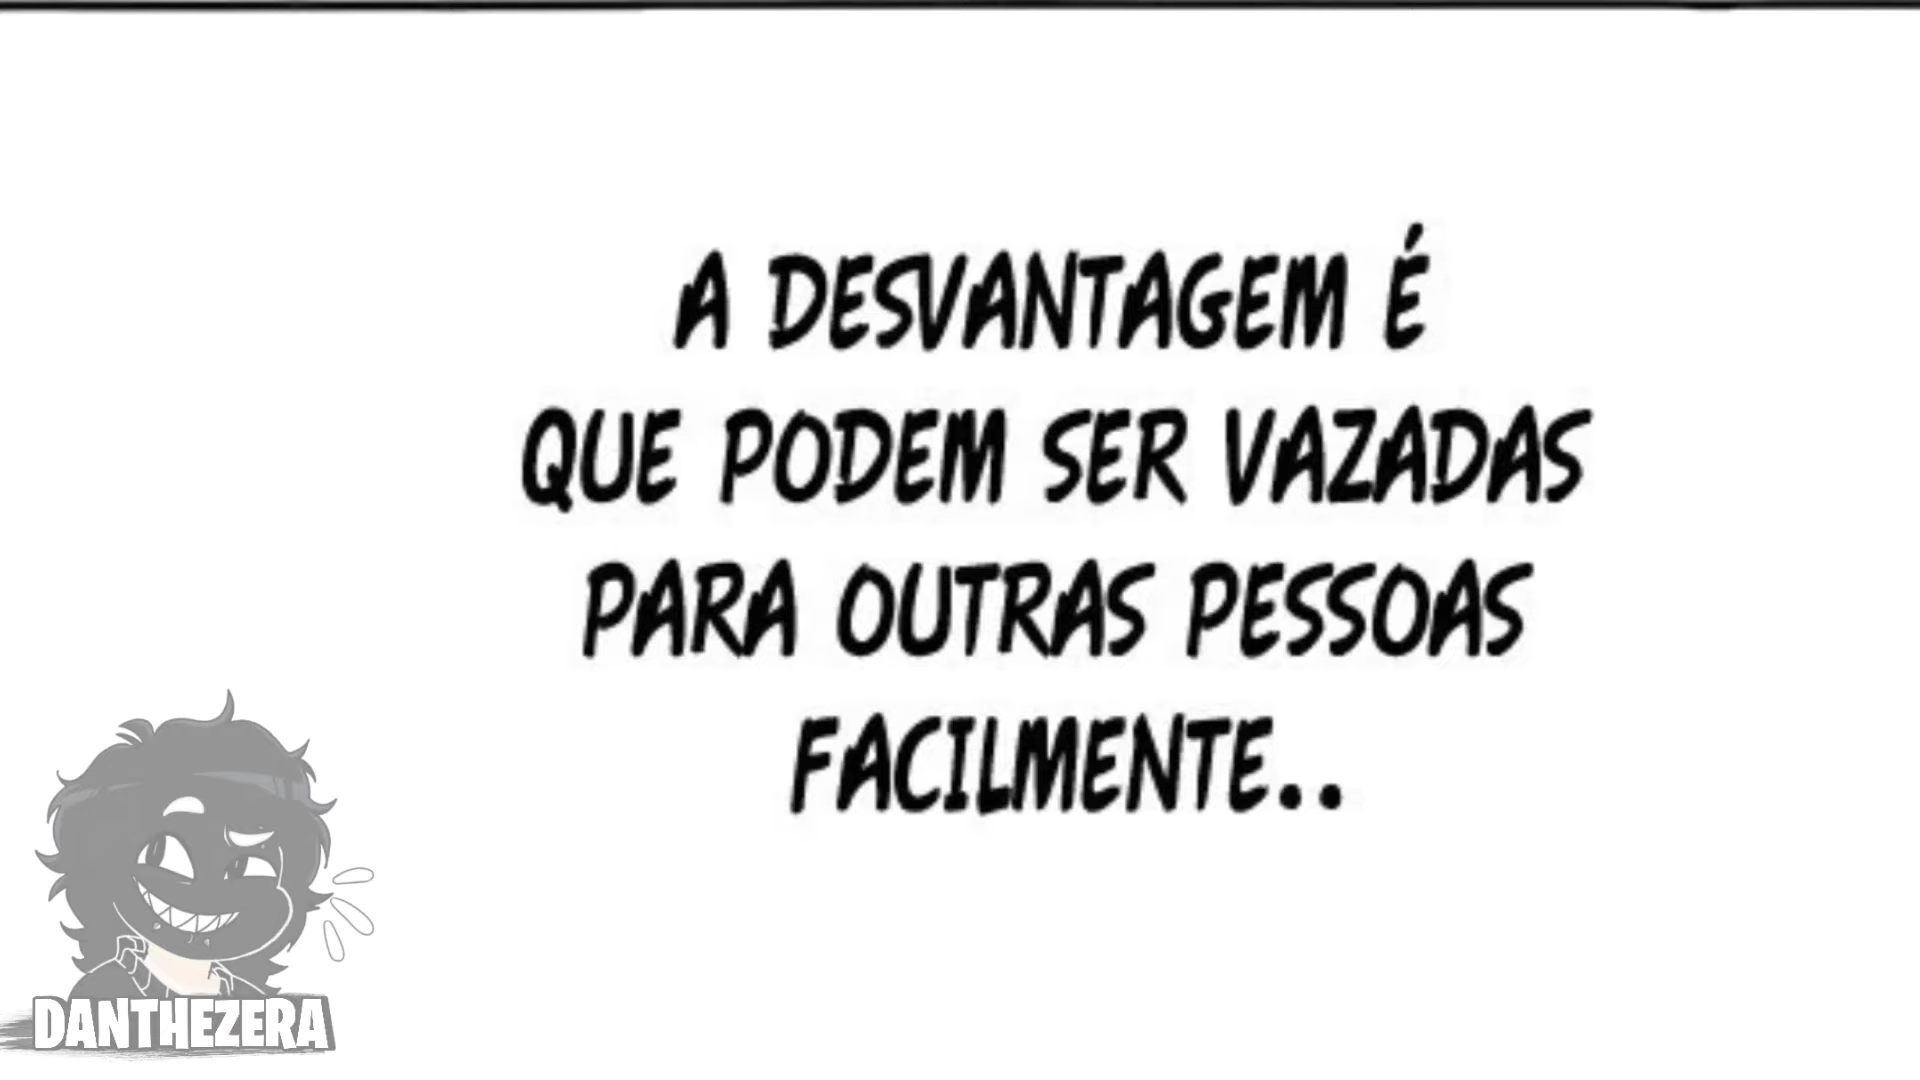 A DESVANTAGEM É
QUE PODEM SER VAZADAS
PARA OUTRAS PESSOAS
FACILMENTE..
DANTHEZERA